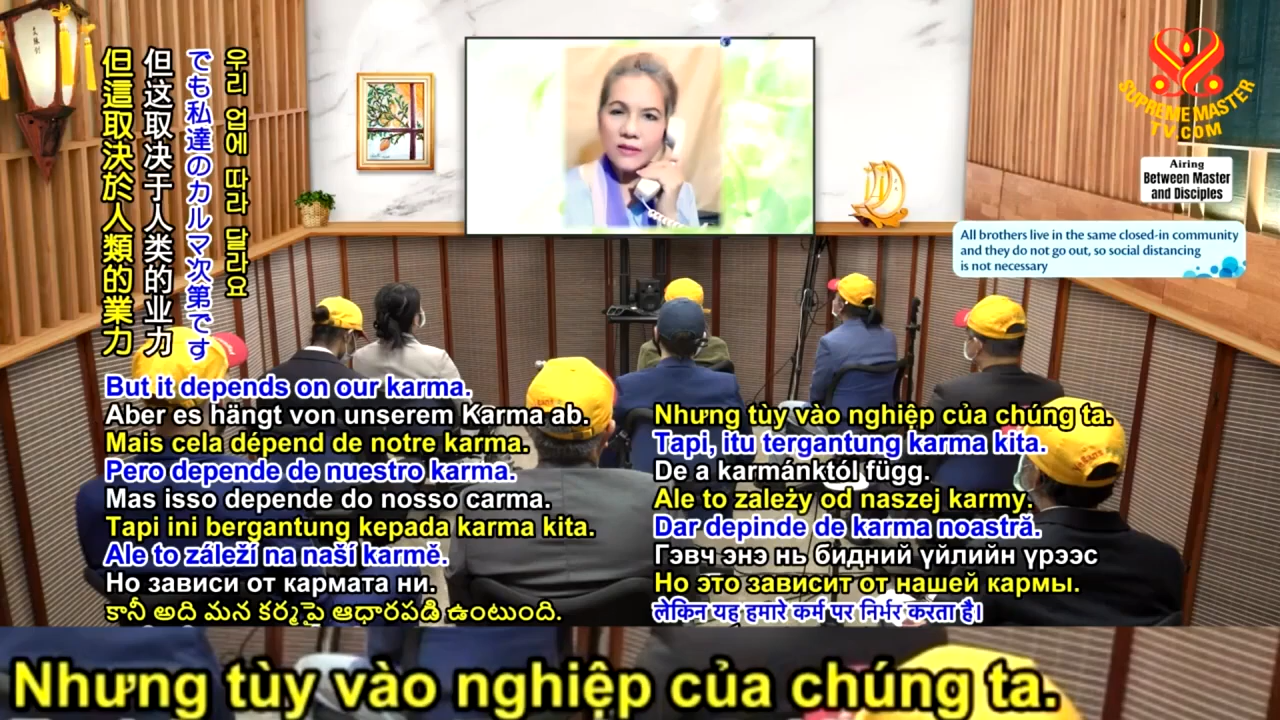 우리 업에 따라 달라요
でも私達のカルマ次第です
但这取决于人类的业力
但這取決於人類的業力
SUPREME MASTER
TV.COM
Airing
Between Master
and Disciples
All brothers live in the same closed-in community
and they do not go out, so social distancing
is not necessary
But it depends on our karma.
Aber es hängt von unserem Karma ab.
Mais cela dépend de notre karma.
Pero depende de nuestro karma.
Mas isso depende do nosso carma.
Tapi ini bergantung kepada karma kita.
Ale to záleží na naší karmě.
Но зависи от кармата ни.
కానీ అది మన కర్మపై ఆధారపడి ఉంటుంది.
Nhưng tùy vào nghiệp của chúng ta.
Tapi, itu tergantung karma kita.
De a karmánktól függ.
Ale to zależy od naszej karmy.
Dar depinde de karma noastră.
Гэвч энэ нь бидний үйлийн үрээс
Но это зависит от нашей кармы.
लेकिन यह हमारे कर्म पर निर्भर करता है।
Nhưng tùy vào nghiệp của chúng ta.